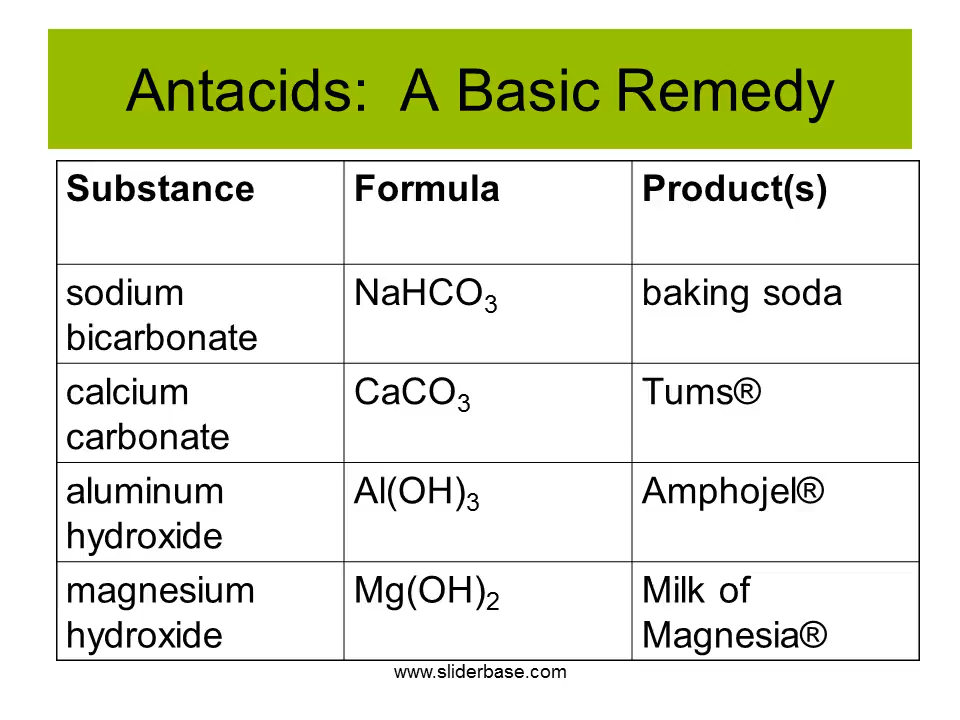 Antacids:  A Basic Remedy
Substance Formula Product(s)
sodium bicarbonate NaHCO₃ baking soda
calcium carbonate CaCO₃ Tums®
aluminum hydroxide Al(OH)₃ Amphojel®
magnesium hydroxide Mg(OH)₂ Milk of Magnesia®
www.sliderbase.com